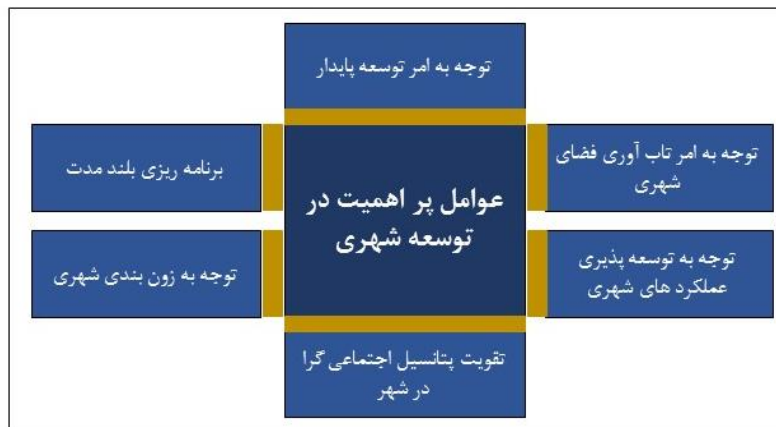 توجه به امر توسعه پایدار
توجه به امر تاب آوری فضای
شهری
برنامه ریزی بلند مدت
عوامل پر اهمیت در
توسعه شهری
توجه به توسعه پذیری
عملکرد های شهری
توجه به زون بندی شهری
تقویت پتانسیل اجتماعی گرا
در شهر